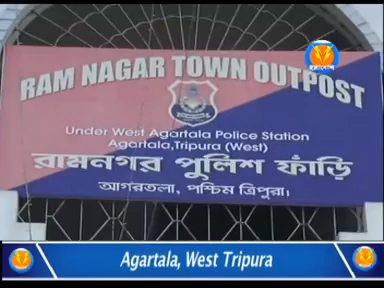 RAM NAGAR TOWN OUTPOST
Under West Agartala Police Station
Agartala,Tripura (West)
রামনগর পুলিশ ফাঁড়ি
আগরতলা, পশ্চিম ত্রিপুরা।
Agartala, West Tripura